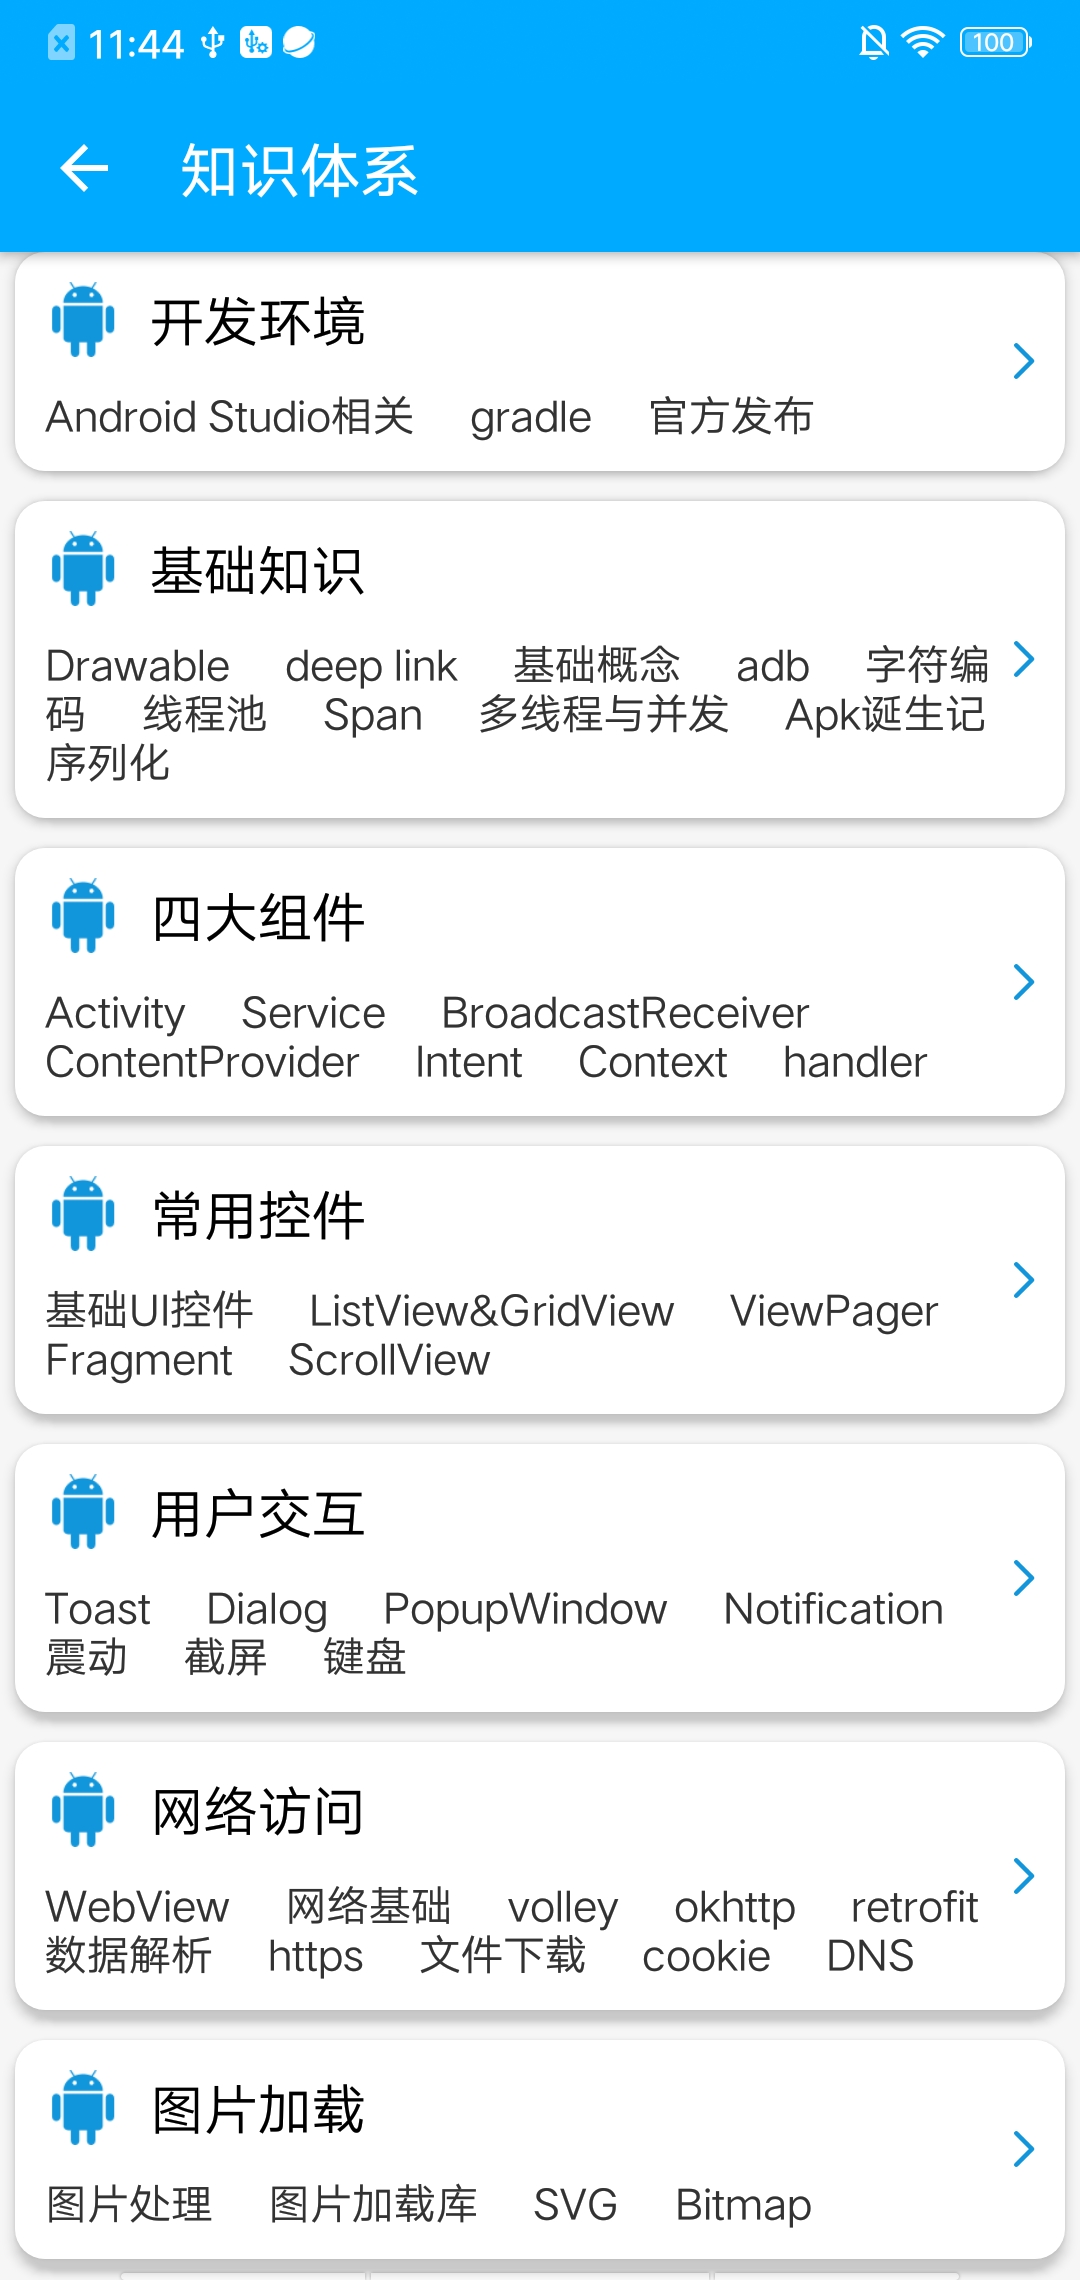 11:44 100
知识体系
开发环境
Android Studio相关 gradle 官方发布
基础知识
Drawable deep link 基础概念 adb 字符编
码 线程池 Span 多线程与并发 Apk诞生记
序列化
四大组件
Activity Service BroadcastReceiver
ContentProvider Intent Context handler
常用控件
基础UI控件 ListView&GridView ViewPager
Fragment ScrollView
用户交互
Toast Dialog PopupWindow Notification
震动 截屏 键盘
网络访问
WebView 网络基础 volley okhttp retrofit
数据解析 https 文件下载 cookie DNS
图片加载
图片处理 图片加载库 SVG Bitmap